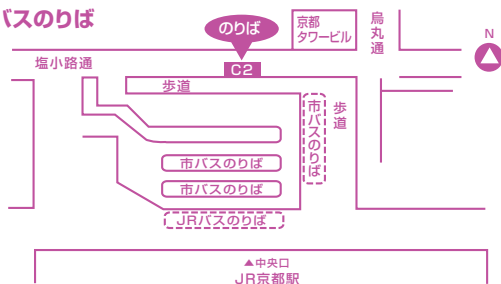 バスのりば
のりば
京都
タワービル
烏丸通
N
塩小路通
C2
歩道
市バスのりば
歩道
市バスのりば
市バスのりば
JRバスのりば
▲中央口
JR京都駅